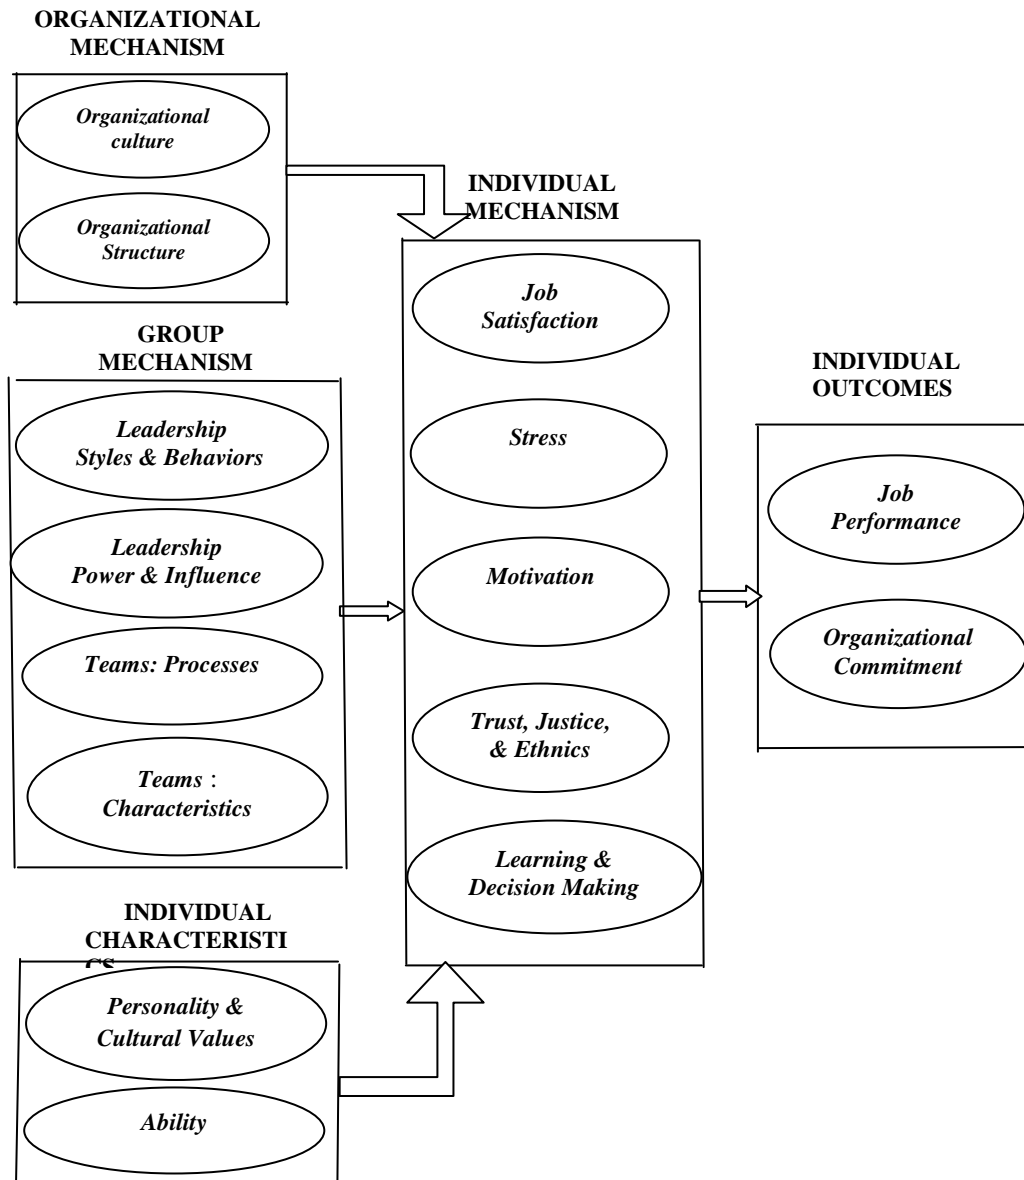 ORGANIZATIONAL
MECHANISM
Organizational
culture
Organizational
Structure
GROUP
MECHANISM
Leadership
Styles & Behaviors
Leadership
Power & Influence
Teams: Processes
Teams :
Characteristics
INDIVIDUAL
CHARACTERISTI
CS
Personality &
Cultural Values
Ability
INDIVIDUAL
MECHANISM
Job
Satisfaction
Stress
Motivation
Trust, Justice,
& Ethnics
Learning &
Decision Making
INDIVIDUAL
OUTCOMES
Job
Performance
Organizational
Commitment